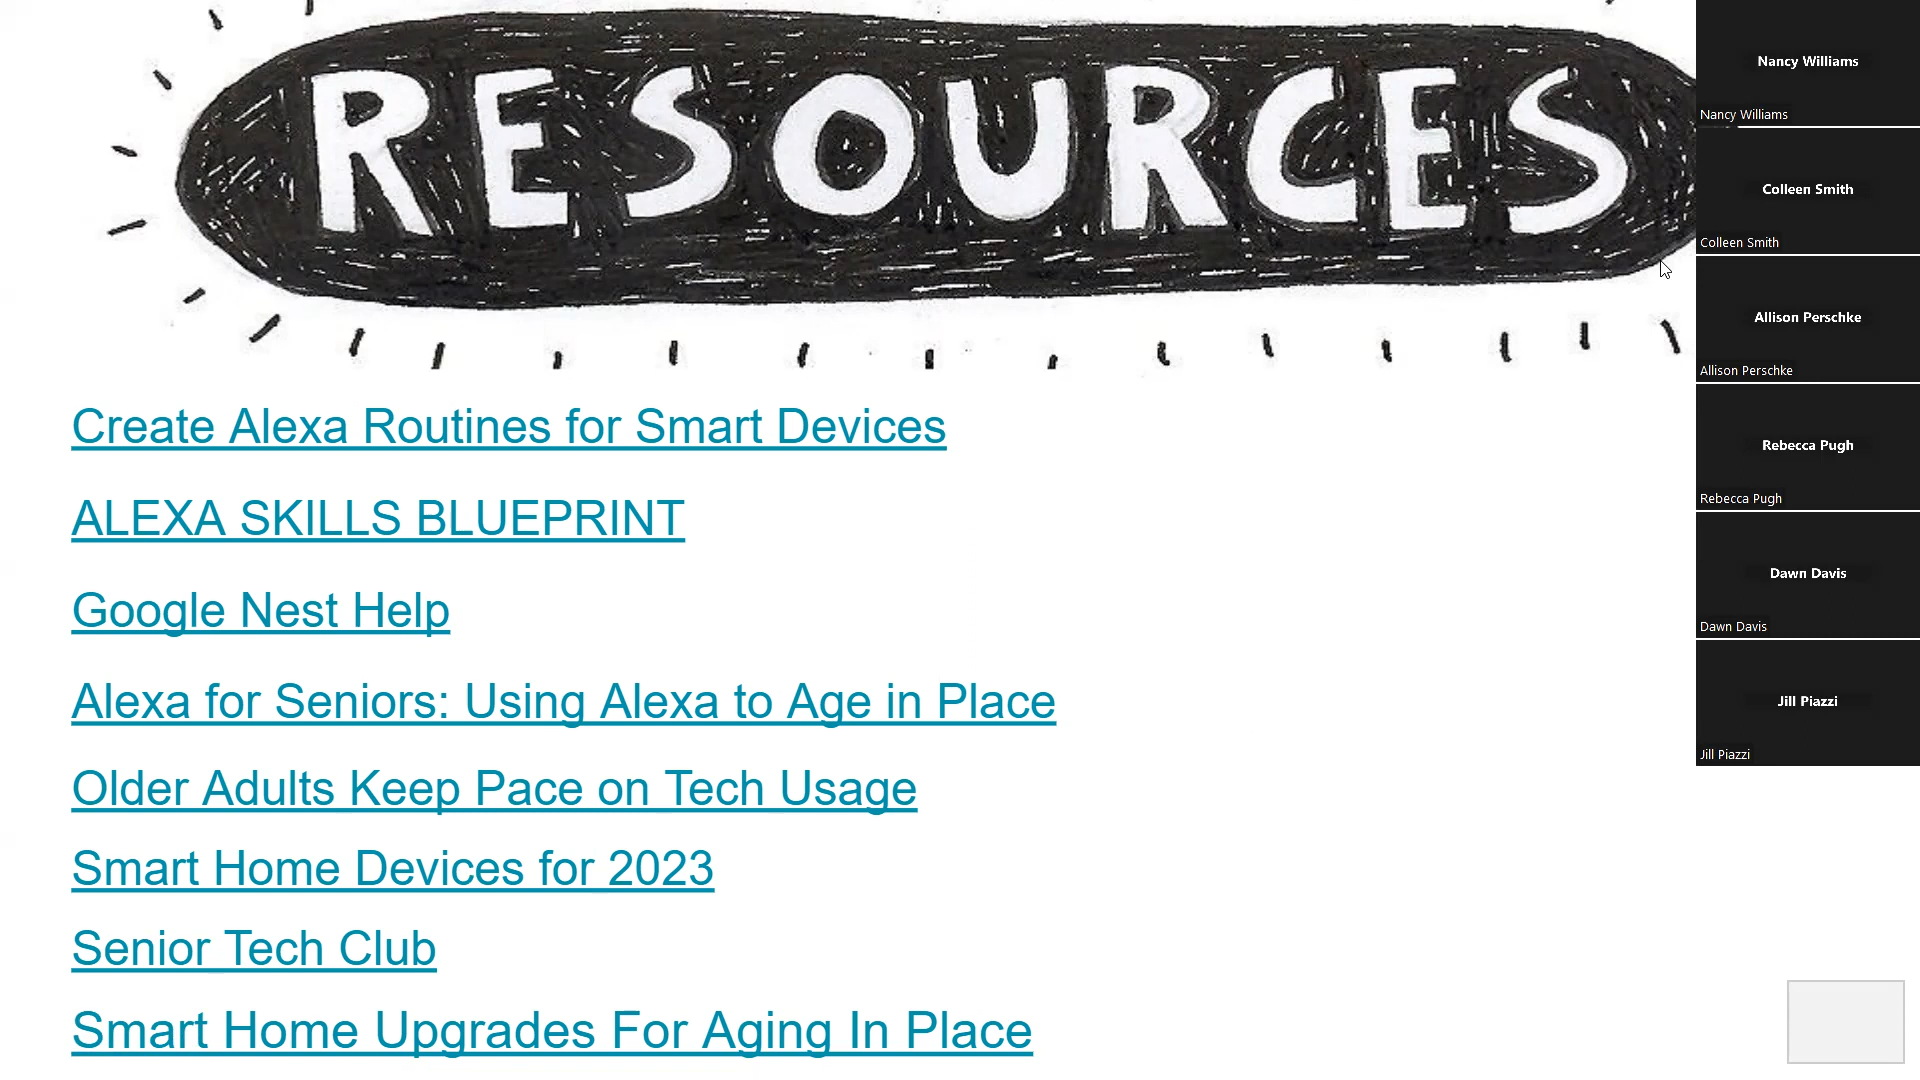 RESOURCES
Create Alexa Routines for Smart Devices
ALEXA SKILLS BLUEPRINT
Google Nest Help
Alexa for Seniors: Using Alexa to Age in Place
Older Adults Keep Pace on Tech Usage
Smart Home Devices for 2023
Senior Tech Club
Smart Home Upgrades For Aging In Place
Nancy Williams
Nancy Williams
Colleen Smith
Colleen Smith
Allison Perschke
Allison Perschke
Rebecca Pugh
Rebecca Pugh
Dawn Davis
Dawn Davis
Jill Piazzi
Jill Piazzi